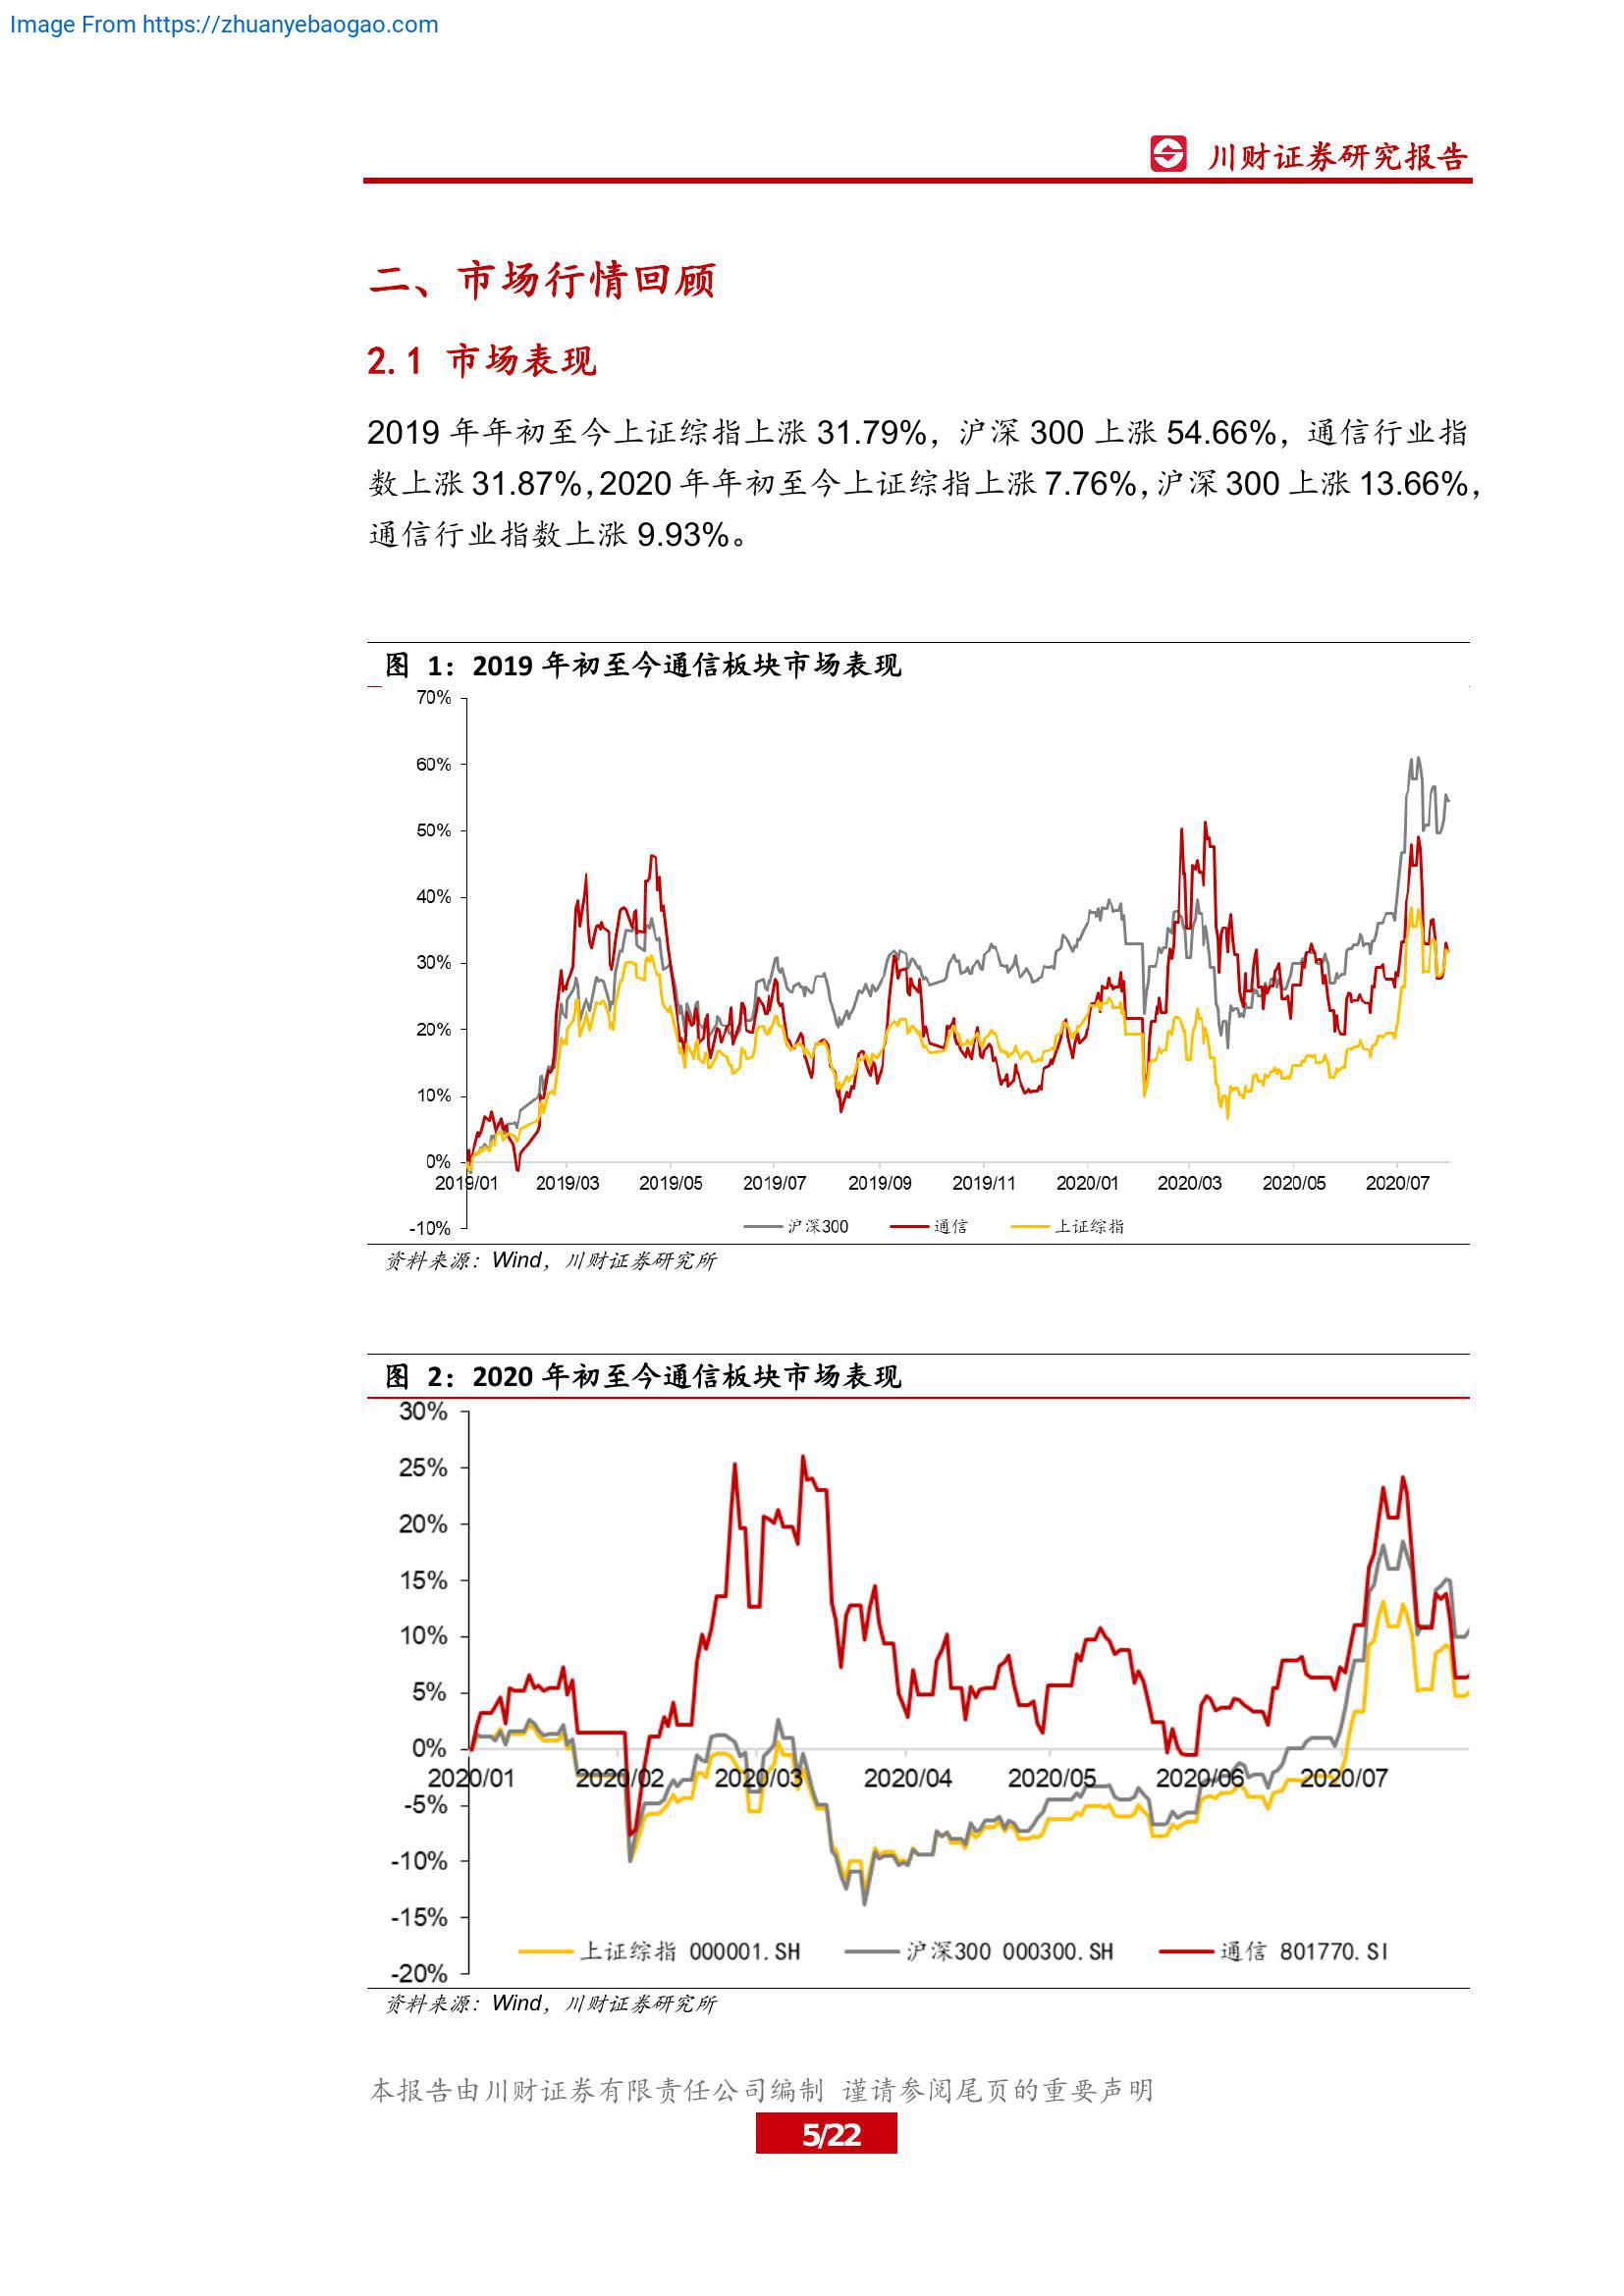 Image From https://zhuanyebaogao.com
川财证券研究报告
二、市场行情回顾
2.1 市场表现
2019 年年初至今上证综指上涨 31.79%，沪深 300 上涨 54.66%，通信行业指
数上涨 31.87%，2020 年年初至今上证综指上涨 7.76%，沪深 300 上涨 13.66%，
通信行业指数上涨 9.93%。
图 1：2019 年初至今通信板块市场表现
70%
60%
50%
40%
30%
20%
10%
0%
2019/01 2019/03 2019/05 2019/07 2019/09 2019/11 2020/01 2020/03 2020/05 2020/07
-10%
沪深300 通信 上证综指
资料来源：Wind，川财证券研究所
图 2：2020 年初至今通信板块市场表现
30%
25%
20%
15%
10%
5%
0%
2020/01 2020/02 2020/03 2020/04 2020/05 2020/06 2020/07
-5%
-10%
-15%
上证综指 000001.SH 沪深300 000300.SH 通信 801770.SI
-20%
资料来源：Wind，川财证券研究所
本报告由川财证券有限责任公司编制 谨请参阅尾页的重要声明
5/22